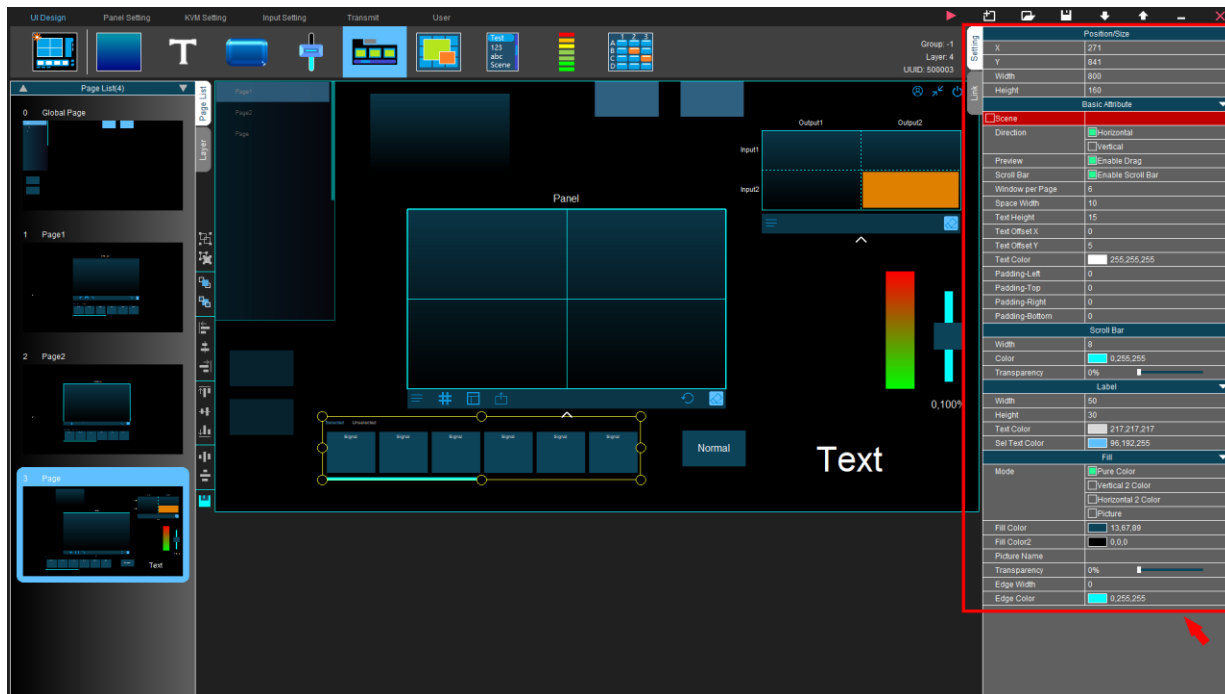 UI Design Panel Setting KVM Setting Input Setting Transmit User
T
Test
123
abc
Scene
1 2 3
A
B
C
D
Group: -1
Layer: 4
UUID: 500003
Page List(4)
Page List
Layer
0 Global Page
1 Page1
2 Page2
3 Page
Text
Page1
Page2
Page
Output1 Output2
Input1
Input2
Panel
0,100%
Selected Unselected
Signal Signal Signal Signal Signal Signal
Normal
Text
Setting
Link
Position/Size
X 271
Y 841
Width 800
Height 160
Basic Attribute
Scene
Direction Horizontal
Vertical
Preview Enable Drag
Scroll Bar Enable Scroll Bar
Window per Page 6
Space Width 10
Text Height 15
Text Offset X 0
Text Offset Y 5
Text Color 255,255,255
Padding-Left 0
Padding-Top 0
Padding-Right 0
Padding-Bottom 0
Scroll Bar
Width 8
Color 0,255,255
Transparency 0%
Label
Width 50
Height 30
Text Color 217,217,217
Sel Text Color 96,192,255
Fill
Mode Pure Color
Vertical 2 Color
Horizontal 2 Color
Picture
Fill Color 13,67,89
Fill Color2 0,0,0
Picture Name
Transparency 0%
Edge Width 0
Edge Color 0,255,255